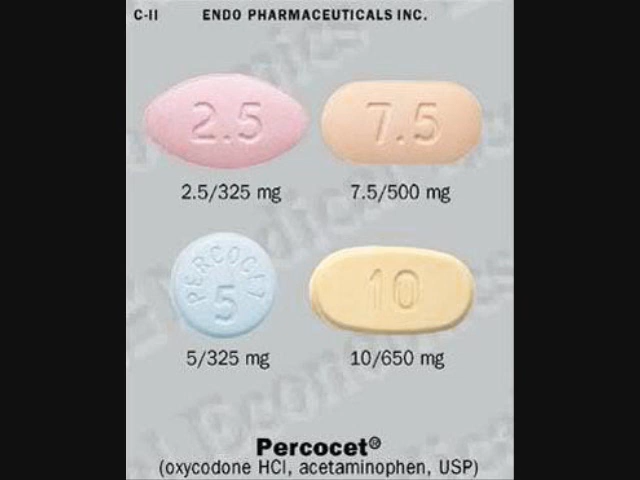 C-II ENDO PHARMACEUTICALS INC.
2.5 7.5
2.5/325 mg 7.5/500 mg
PERCOCET
5 10
5/325 mg 10/650 mg
Percocet®
(oxycodone HCl, acetaminophen, USP)